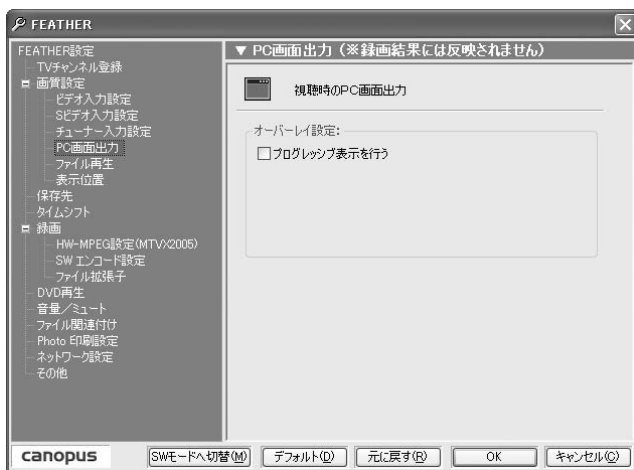 FEATHER
FEATHER設定
TVチャンネル登録
画質設定
ビデオ入力設定
Sビデオ入力設定
チューナー入力設定
PC画面出力
ファイル再生
表示位置
保存先
タイムシフト
録画
HW-MPEG設定(MTVX2005)
SW エンコード設定
ファイル拡張子
DVD再生
音量/ミュート
ファイル関連付け
Photo 印刷設定
ネットワーク設定
その他
▼ PC画面出力(※録画結果には反映されません)
視聴時のPC画面出力
オーバーレイ設定:
プログレッシブ表示を行う
canopus
SWモードへ切替(M)
デフォルト(D)
元に戻す(R)
OK
キャンセル(C)